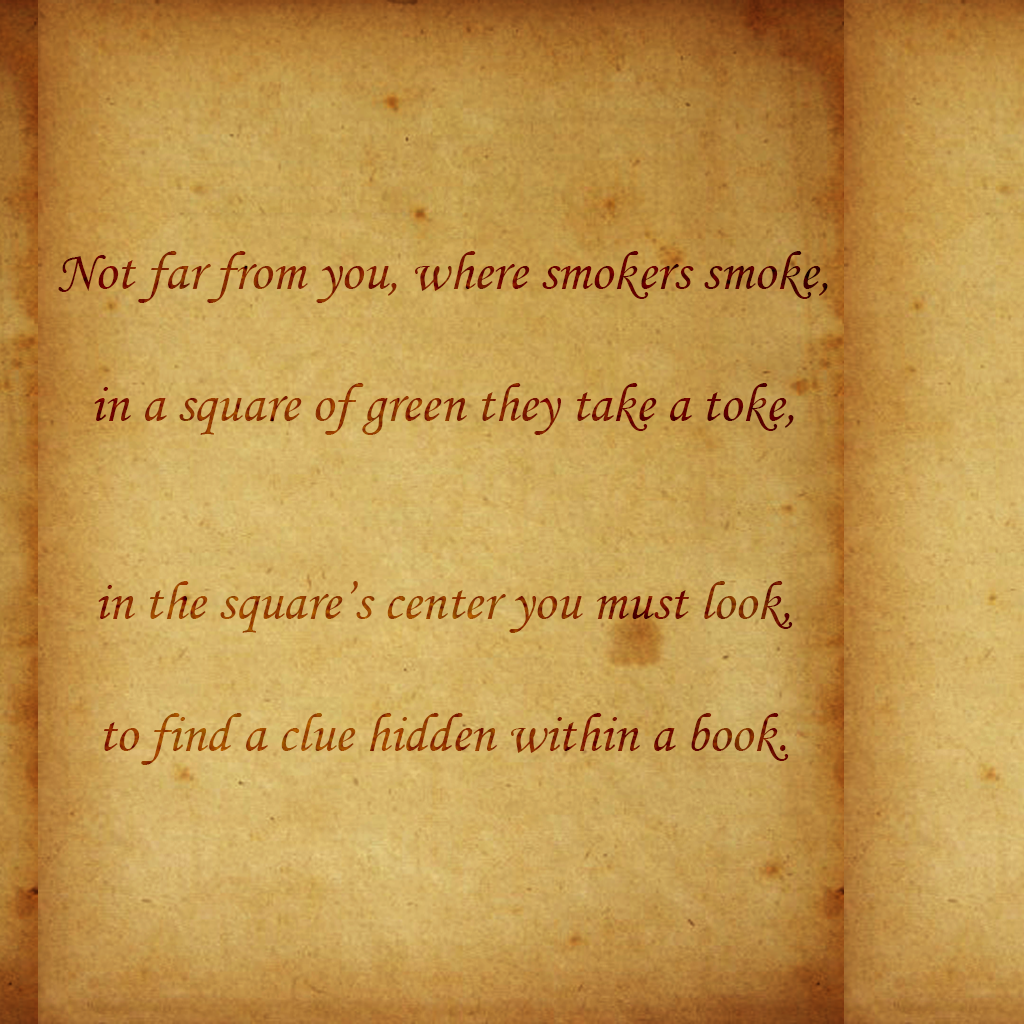 Not far from you, where smokers smoke,
in a square of green they take a toke,
in the square’s center you must look,
to find a clue hidden within a book.